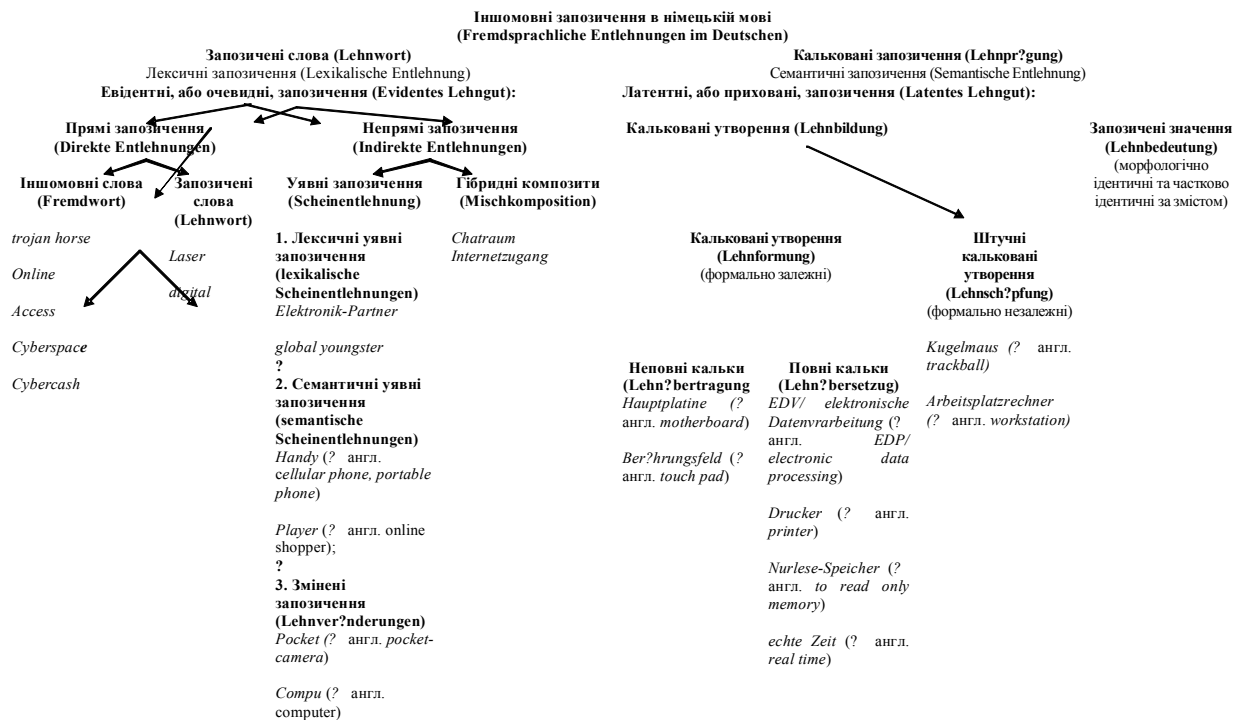 Іншомовні запозичення в німецькій мові
(Fremdsprachliche Entlehnungen im Deutschen)
Запозичені слова (Lehnwort)
Лексичні запозичення (Lexikalische Entlehnung)
Евідентні, або очевидні, запозичення (Evidentes Lehngut):
Кальковані запозичення (Lehnpr?gung)
Семантичні запозичення (Semantische Entlehnung)
Латентні, або приховані, запозичення (Latentes Lehngut):
Прямі запозичення
(Direkte Entlehnungen)
Непрямі запозичення
(Indirekte Entlehnungen)
Кальковані утворення (Lehnbildung)
Запозичені значення
(Lehnbedeutung)
(морфологічно
ідентичні та частково
ідентичні за змістом)
Іншомовні слова
(Fremdwort)
trojan horse
Online
Access
Cyberspace
Cybercash
Запозичені
слова
(Lehnwort)
Laser
digital
Уявні запозичення
(Scheinentlehnung)
1. Лексичні уявні
запозичення
(lexikalische
Scheinentlehnungen)
Elektronik-Partner
global youngster
?
2. Семантичні уявні
запозичення
(semantische
Scheinentlehnungen)
Handy (? англ.
cellular phone, portable
phone)
Player (? англ. online
shopper);
?
3. Змінені
запозичення
(Lehnver?nderungen)
Pocket (? англ. pocket-
camera)
Compu (? англ.
computer)
Гібридні композити
(Mischkomposition)
Chatraum
Internetzugang
Кальковані утворення
(Lehnformung)
(формально залежні)
Неповні кальки
(Lehn?bertragung
Hauptplatine (?
англ. motherboard)
Ber?hrungsfeld (?
англ. touch pad)
Повні кальки
(Lehn?bersetzug)
EDV/ elektronische
Datenvrarbeitung (?
англ. EDP/
electronic data
processing)
Drucker (? англ.
printer)
Nurlese-Speicher (?
англ. to read only
memory)
echte Zeit (? англ.
real time)
Штучні
кальковані
утворення
(Lehnsch?pfung)
(формально незалежні)
Kugelmaus (? англ.
trackball)
Arbeitsplatzrechner
(? англ. workstation)